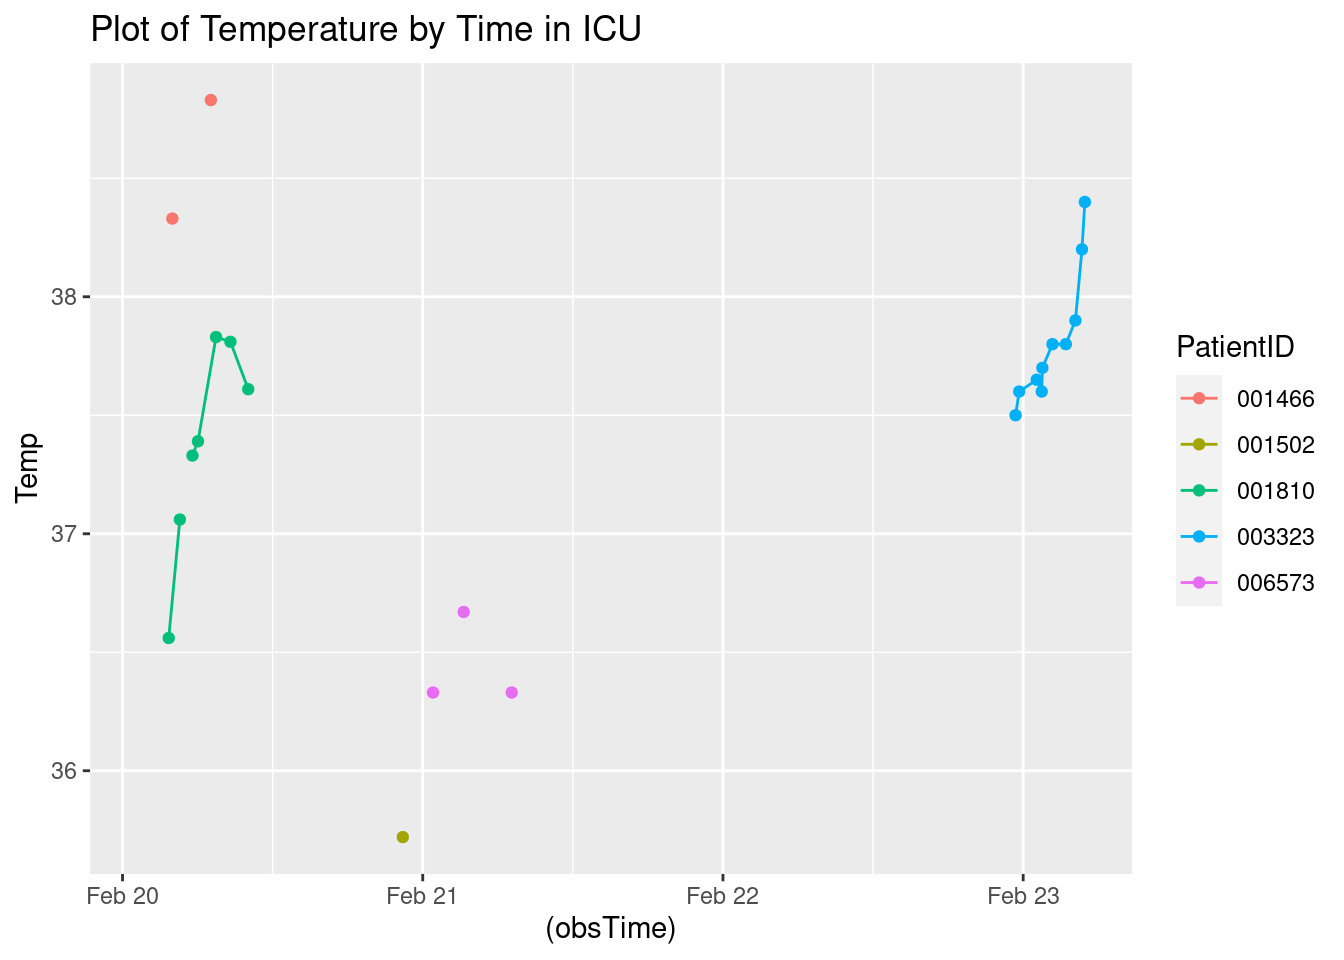 Plot of Temperature by Time in ICU
Temp
38
37
36
Feb 20
Feb 21
Feb 22
Feb 23
(obsTime)
PatientID
001466
001502
001810
003323
006573